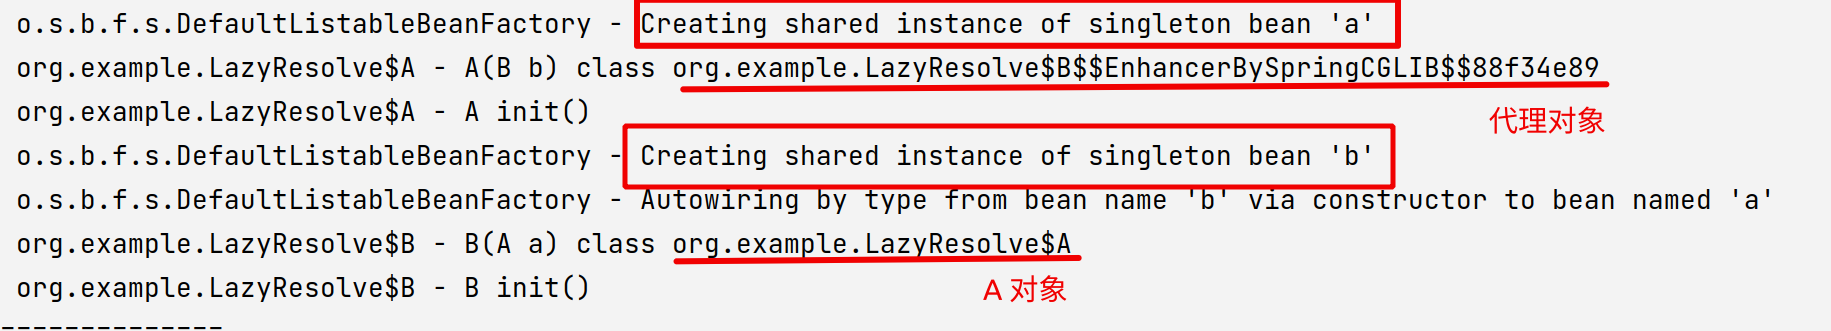 o.s.b.f.s.DefaultListableBeanFactory - Creating shared instance of singleton bean 'a'
org.example.LazyResolve$A - A(B b) class org.example.LazyResolve$B$$EnhancerBySpringCGLIB$$88f34e89
org.example.LazyResolve$A - A init()
代理对象
o.s.b.f.s.DefaultListableBeanFactory - Creating shared instance of singleton bean 'b'
o.s.b.f.s.DefaultListableBeanFactory - Autowiring by type from bean name 'b' via constructor to bean named 'a'
org.example.LazyResolve$B - B(A a) class org.example.LazyResolve$A
org.example.LazyResolve$B - B init()
A 对象
--------------